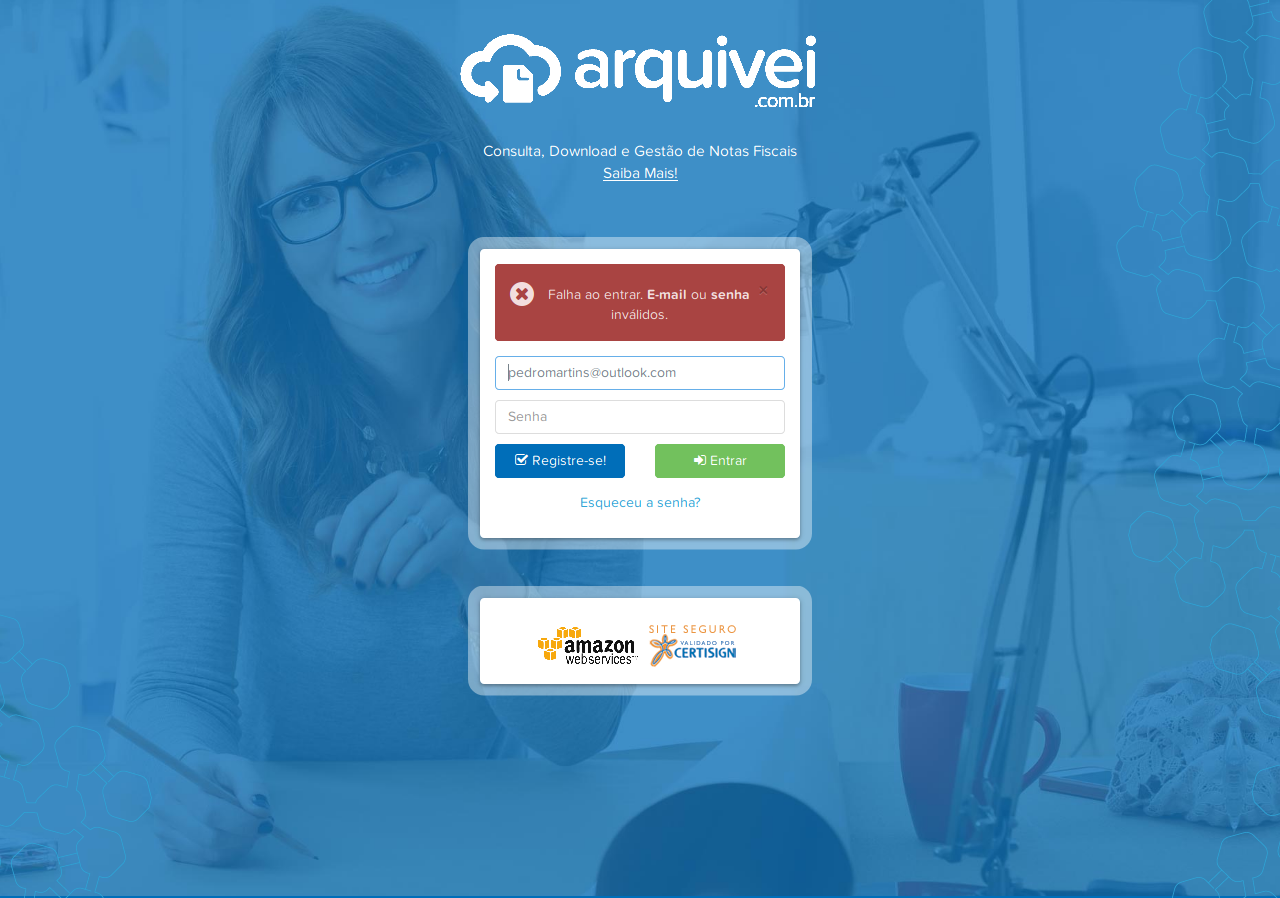 arquivei
.com.br
Consulta, Download e Gestão de Notas Fiscais
Saiba Mais!
Falha ao entrar. E-mail ou senha ×
inválidos.
pedromartins@outlook.com
Senha
Registre-se!
Entrar
Esqueceu a senha?
amazon
webservices™
SITE SEGURO
VALIDADO POR
CERTISIGN